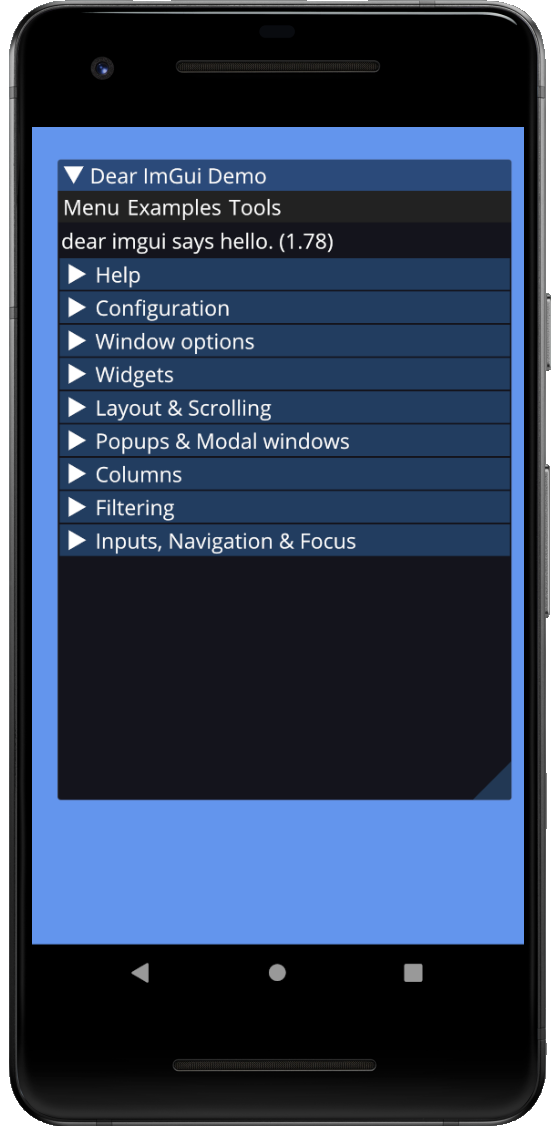 Dear ImGui Demo
Menu Examples Tools
dear imgui says hello. (1.78)
Help
Configuration
Window options
Widgets
Layout & Scrolling
Popups & Modal windows
Columns
Filtering
Inputs, Navigation & Focus